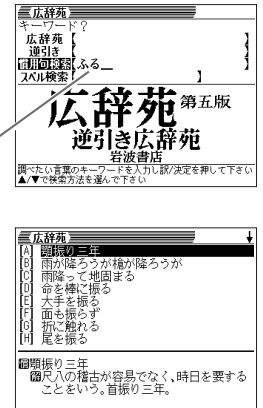 広辞苑
キーワード?
広辞苑【 】
逆引き【 】
慣用句検索【ふる_
スペル検索【 】
広辞苑第五版
逆引き広辞苑
岩波書店
調べたい言葉のキーワードを入力し訳/決定を押して下さい
▲/▼で検索方法を選んで下さい
広辞苑 ↓
[A] 顎振り三年
[B] 雨が降ろうが槍が降ろうが
[C] 雨降って地固まる
[D] 命を棒に振る
[E] 大手を振る
[F] 面も振らず
[G] 折に触れる
[H] 尾を振る
慣顎振り三年
解尺八の稽古が容易でなく、時日を要する
ことをいう。首振り三年。